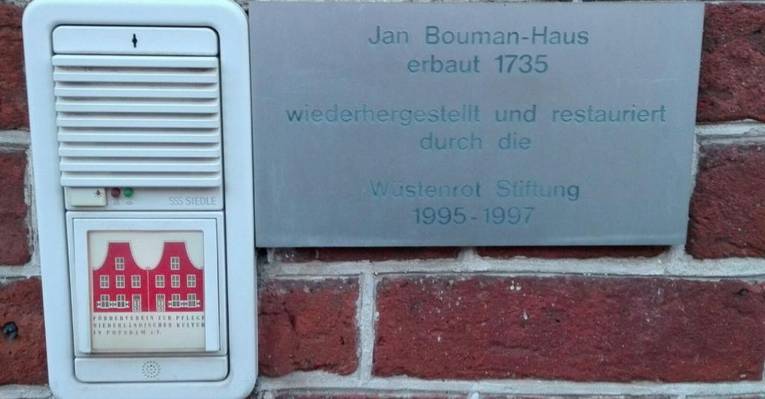 Jan Bouman-Haus
erbaut 1735
wiederhergestellt und restauriert
durch die
Wüstenrot Stiftung
1995-1997
SSS SIEDLE
FÖRDERVEREIN ZUR PFLEGE
NIEDERLÄNDISCHER KULTUR
IN POTSDAM e.V.